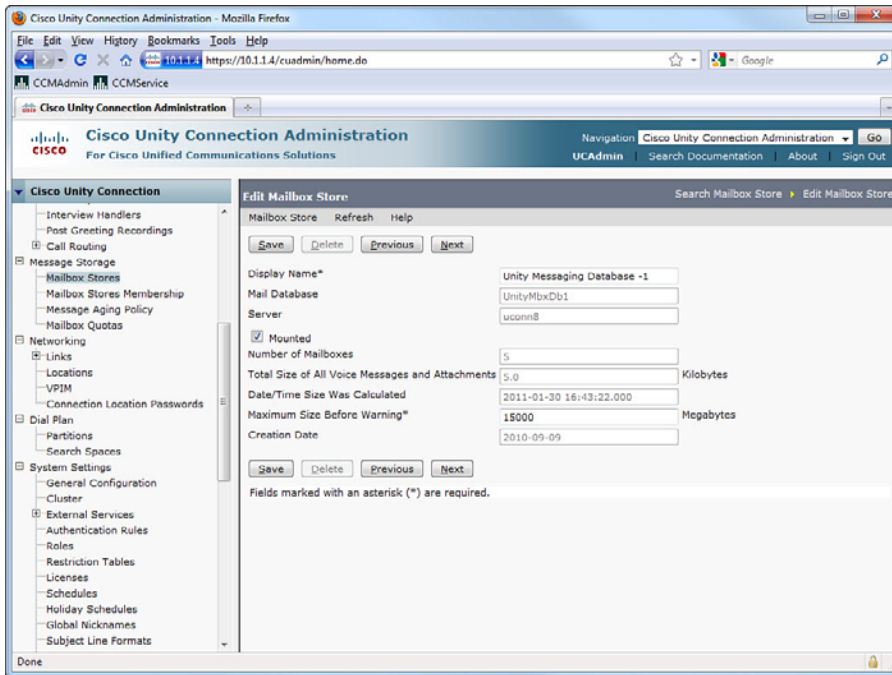 Cisco Unity Connection Administration - Mozilla Firefox
File Edit View History Bookmarks Tools Help
10.1.1.4 https://10.1.1.4/cuadmin/home.do
Google
CCMAdmin CCMService
Cisco Unity Connection Administration
cisco
Cisco Unity Connection Administration
For Cisco Unified Communications Solutions
Navigation Cisco Unity Connection Administration Go
UCAdmin Search Documentation About Sign Out
Cisco Unity Connection
Interview Handlers
Post Greeting Recordings
Call Routing
Message Storage
Mailbox Stores
Mailbox Stores Membership
Message Aging Policy
Mailbox Quotas
Networking
Links
Locations
VPIM
Connection Location Passwords
Dial Plan
Partitions
Search Spaces
System Settings
General Configuration
Cluster
External Services
Authentication Rules
Roles
Restriction Tables
Licenses
Schedules
Holiday Schedules
Global Nicknames
Subject Line Formats
Edit Mailbox Store
Search Mailbox Store Edit Mailbox Store
Mailbox Store Refresh Help
Save Delete Previous Next
Display Name* Unity Messaging Database -1
Mail Database UnityMbxDb1
Server uconn8
Mounted
Number of Mailboxes 5
Total Size of All Voice Messages and Attachments 5.0 Kilobytes
Date/Time Size Was Calculated 2011-01-30 16:43:22.000
Maximum Size Before Warning* 15000 Megabytes
Creation Date 2010-09-09
Save Delete Previous Next
Fields marked with an asterisk (*) are required.
Done